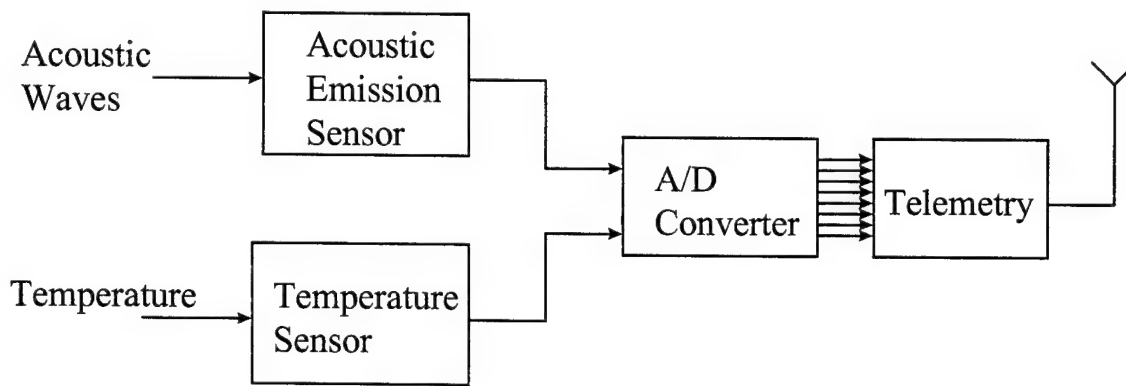 Acoustic
Waves
Acoustic
Emission
Sensor
A/D
Converter
Telemetry
Temperature
Temperature
Sensor